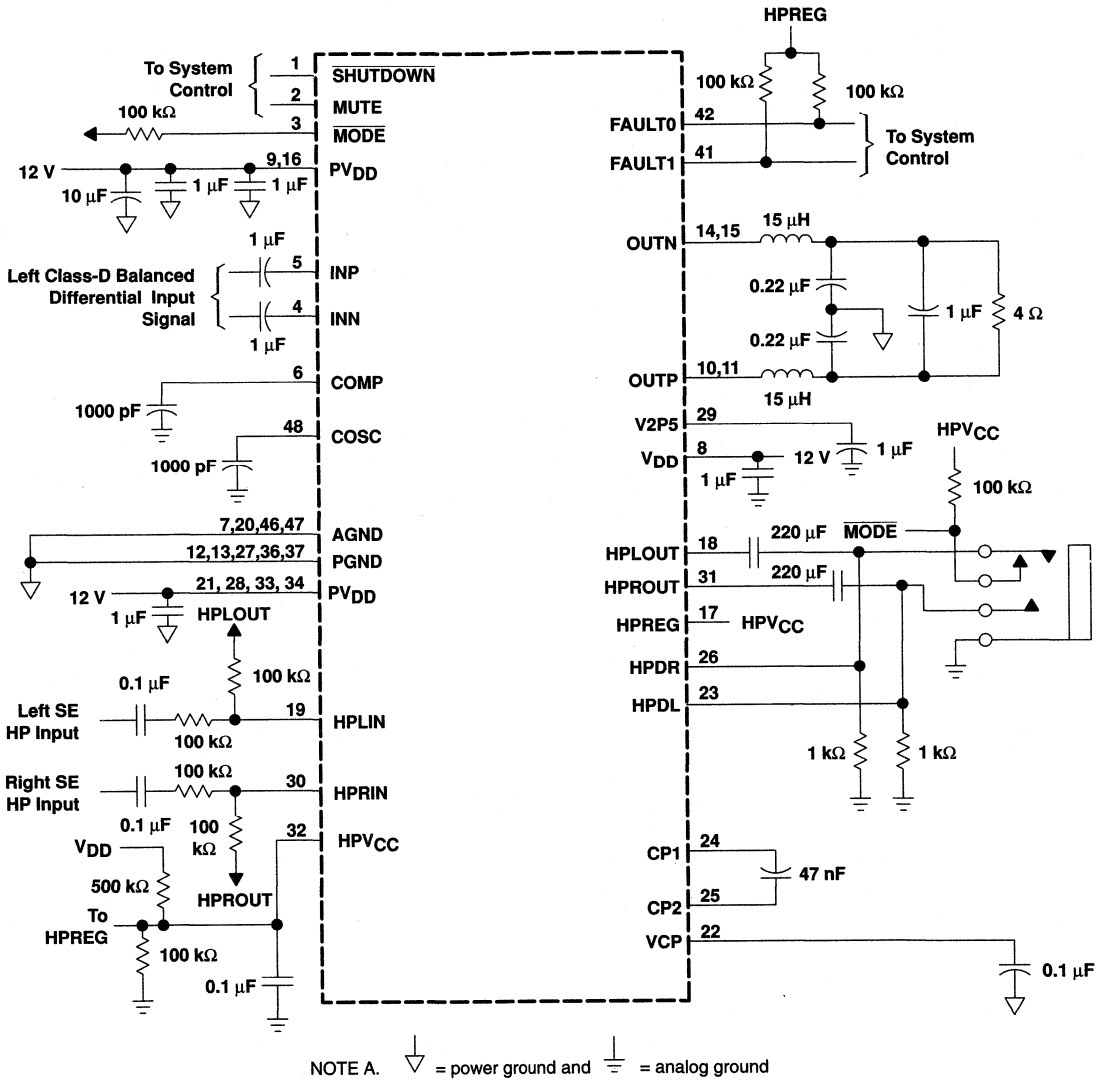 HPREG
To System
Control
1
SHUTDOWN
2
MUTE
100 kΩ
3
MODE
12 V
9,16
PVDD
10 μF
1 μF
1 μF
100 kΩ
100 kΩ
FAULT0
42
FAULT1
41
To System
Control
Left Class-D Balanced
Differential Input
Signal
1 μF
5
INP
4
INN
1 μF
OUTN
14,15
15 μH
0.22 μF
0.22 μF
1 μF
4 Ω
OUTP
10,11
15 μH
6
COMP
1000 pF
48
COSC
1000 pF
V2P5
29
1 μF
VDD
8
12 V
1 μF
HPVCC
100 kΩ
MODE
7,20,46,47
AGND
12,13,27,36,37
PGND
12 V
21, 28, 33, 34
PVDD
1 μF
HPLOUT
18
220 μF
HPROUT
31
220 μF
HPREG
17
HPVCC
HPDR
26
HPDL
23
1 kΩ
1 kΩ
HPLOUT
100 kΩ
Left SE
HP Input
0.1 μF
100 kΩ
19
HPLIN
Right SE
HP Input
0.1 μF
100 kΩ
30
HPRIN
100
kΩ
HPROUT
32
HPVCC
VDD
500 kΩ
To
HPREG
100 kΩ
0.1 μF
CP1
24
47 nF
CP2
25
VCP
22
0.1 μF
NOTE A. = power ground and = analog ground